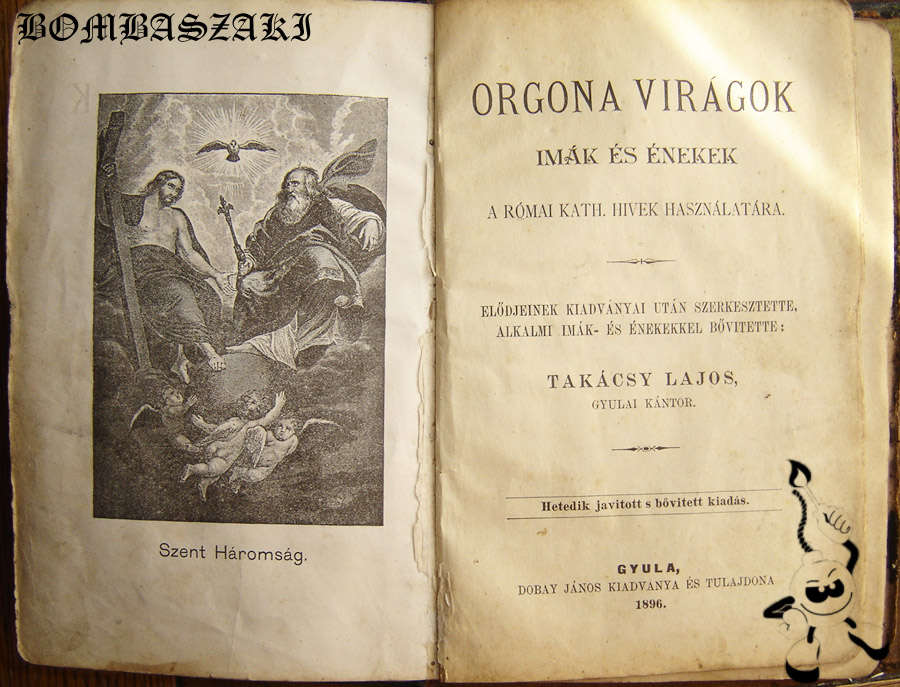 BOMBASZAKI
Szent Háromság.
ORGONA VIRÁGOK
IMÁK ÉS ÉNEKEK
A RÓMAI KATH. HIVEK HASZNÁLATÁRA.
ELŐDJEINEK KIADVÁNYAI UTÁN SZERKESZTETTE,
ALKALMI IMÁK- ÉS ÉNEKEKKEL BŐVITETTE:
TAKÁCSY LAJOS,
GYULAI KÁNTOR.
Hetedik javitott s bővitett kiadás.
GYULA,
DOBAY JÁNOS KIADVANYA ÉS TULAJDONA
1896.